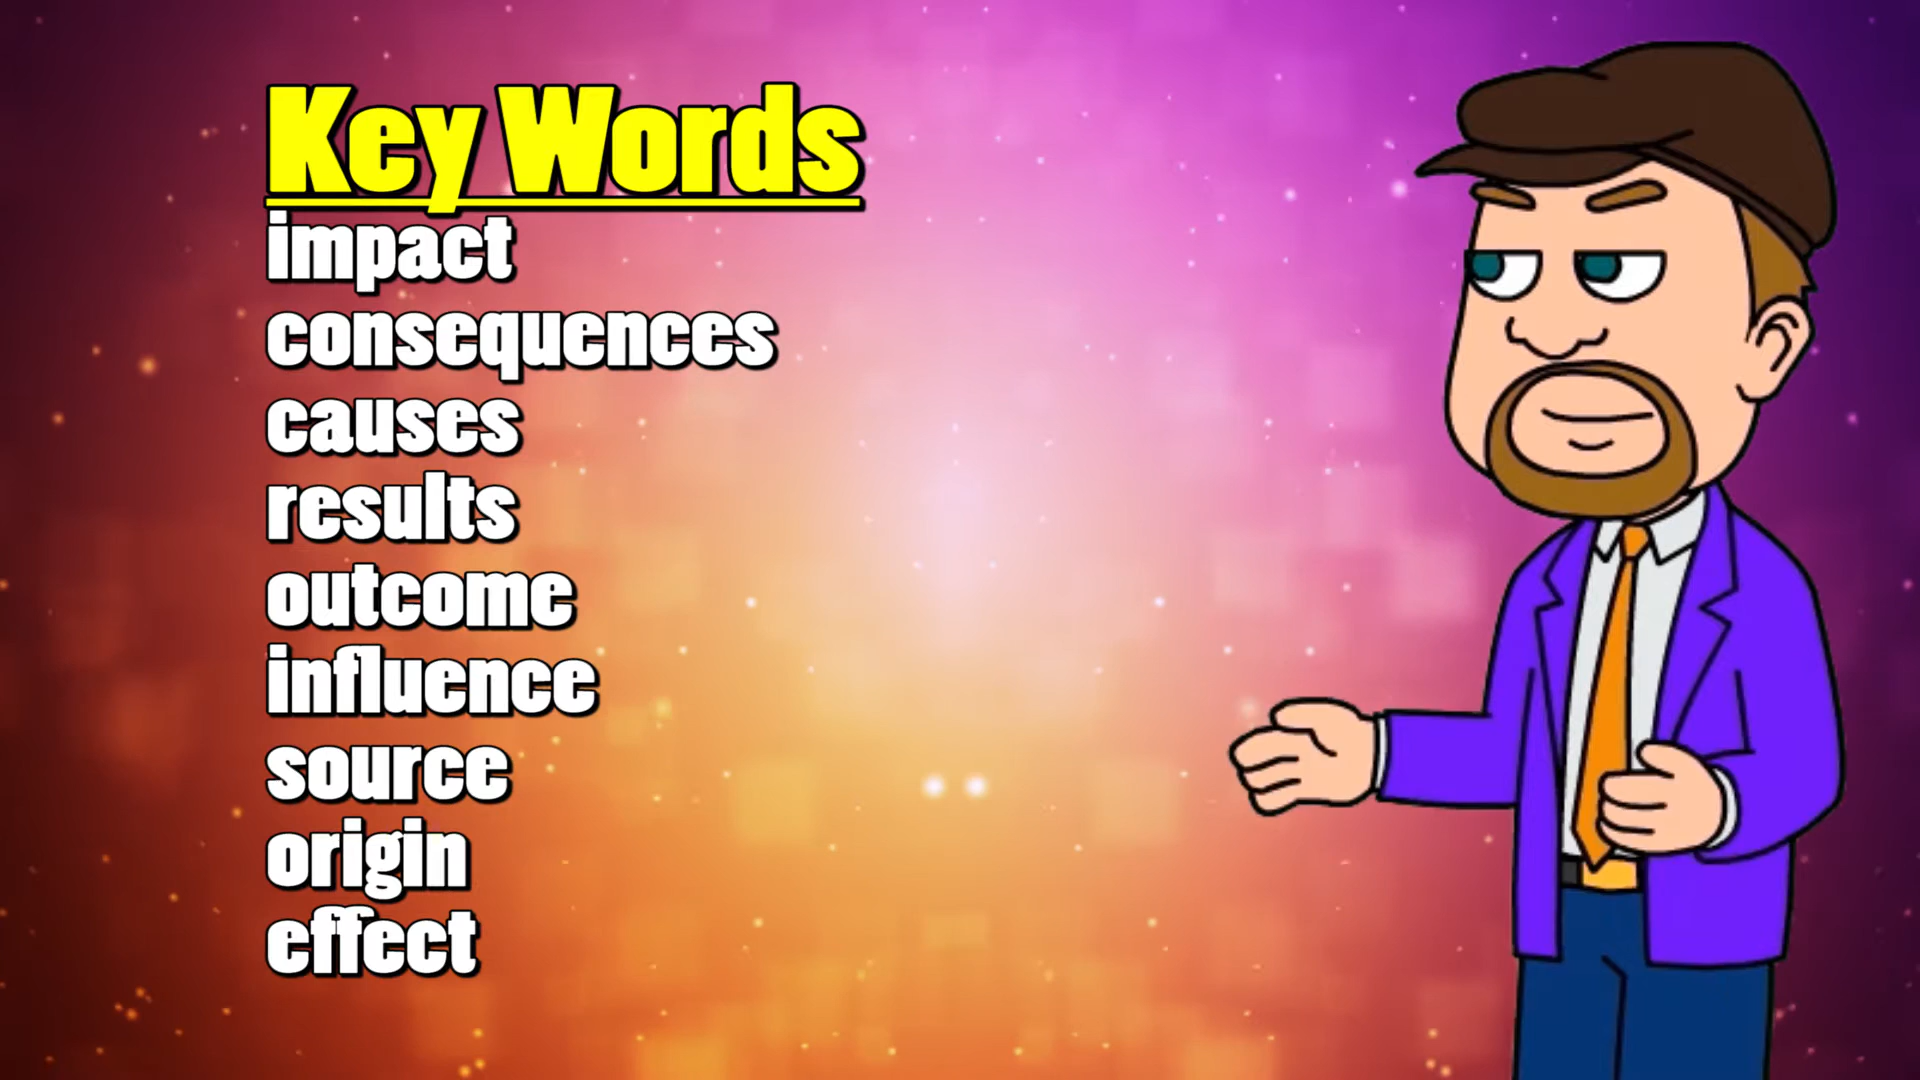 Key Words
impact
consequences
causes
results
outcome
influence
source
origin
effect